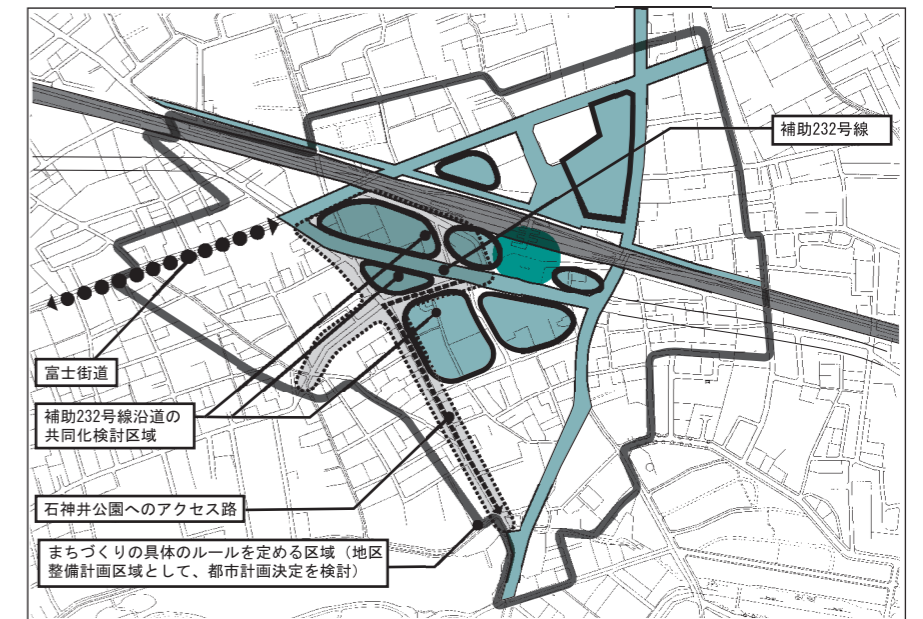 補助232号線
富士街道
補助232号線沿道の
共同化検討区域
石神井公園へのアクセス路
まちづくりの具体のルールを定める区域（地区
整備計画区域として、都市計画決定を検討）